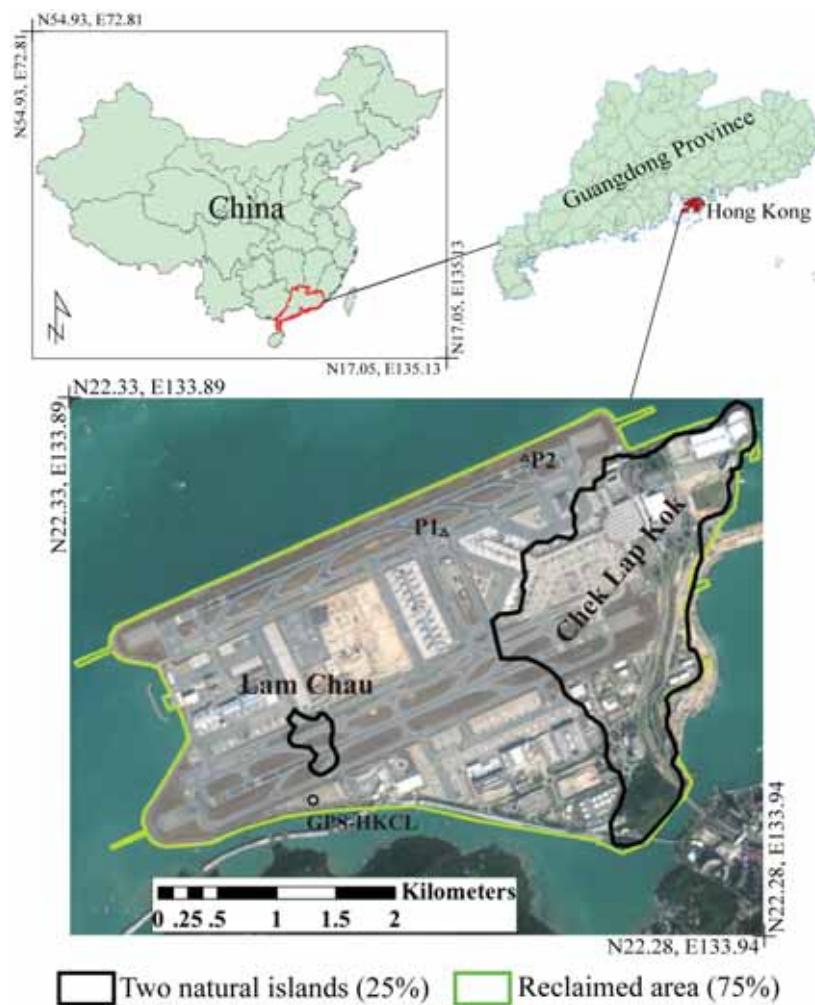 N54.93, E72.81
N54.93, E72.81
China
N
N17.05, E135.13
N17.05, E135.13
Guangdong Province
Hong Kong
N22.33, E133.89
N22.33, E133.89
P2
P1
Chek Lap Kok
Lam Chau
GPS-HKCL
Kilometers
0 .25 .5 1 1.5 2
N22.28, E133.94
N22.28, E133.94
Two natural islands (25%)
Reclaimed area (75%)